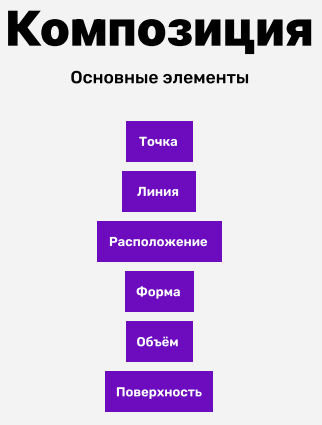 Композиция
Основные элементы
Точка
Линия
Расположение
Форма
Объём
Поверхность